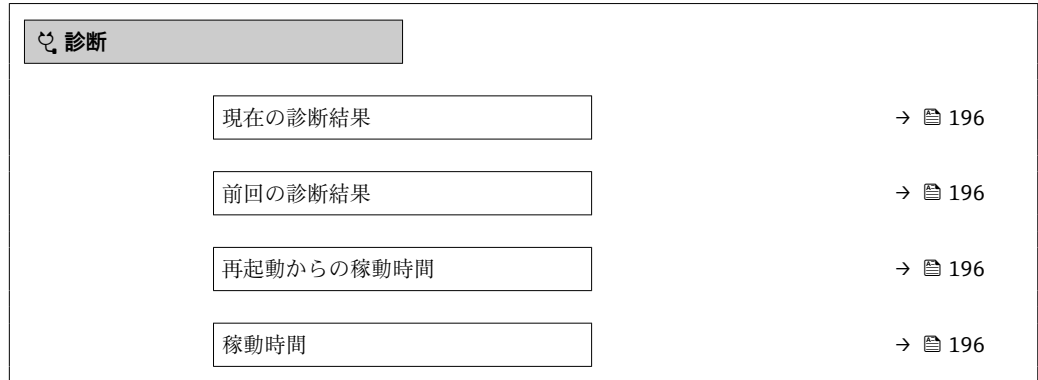 診断
現在の診断結果 → 196
前回の診断結果 → 196
再起動からの稼動時間 → 196
稼動時間 → 196